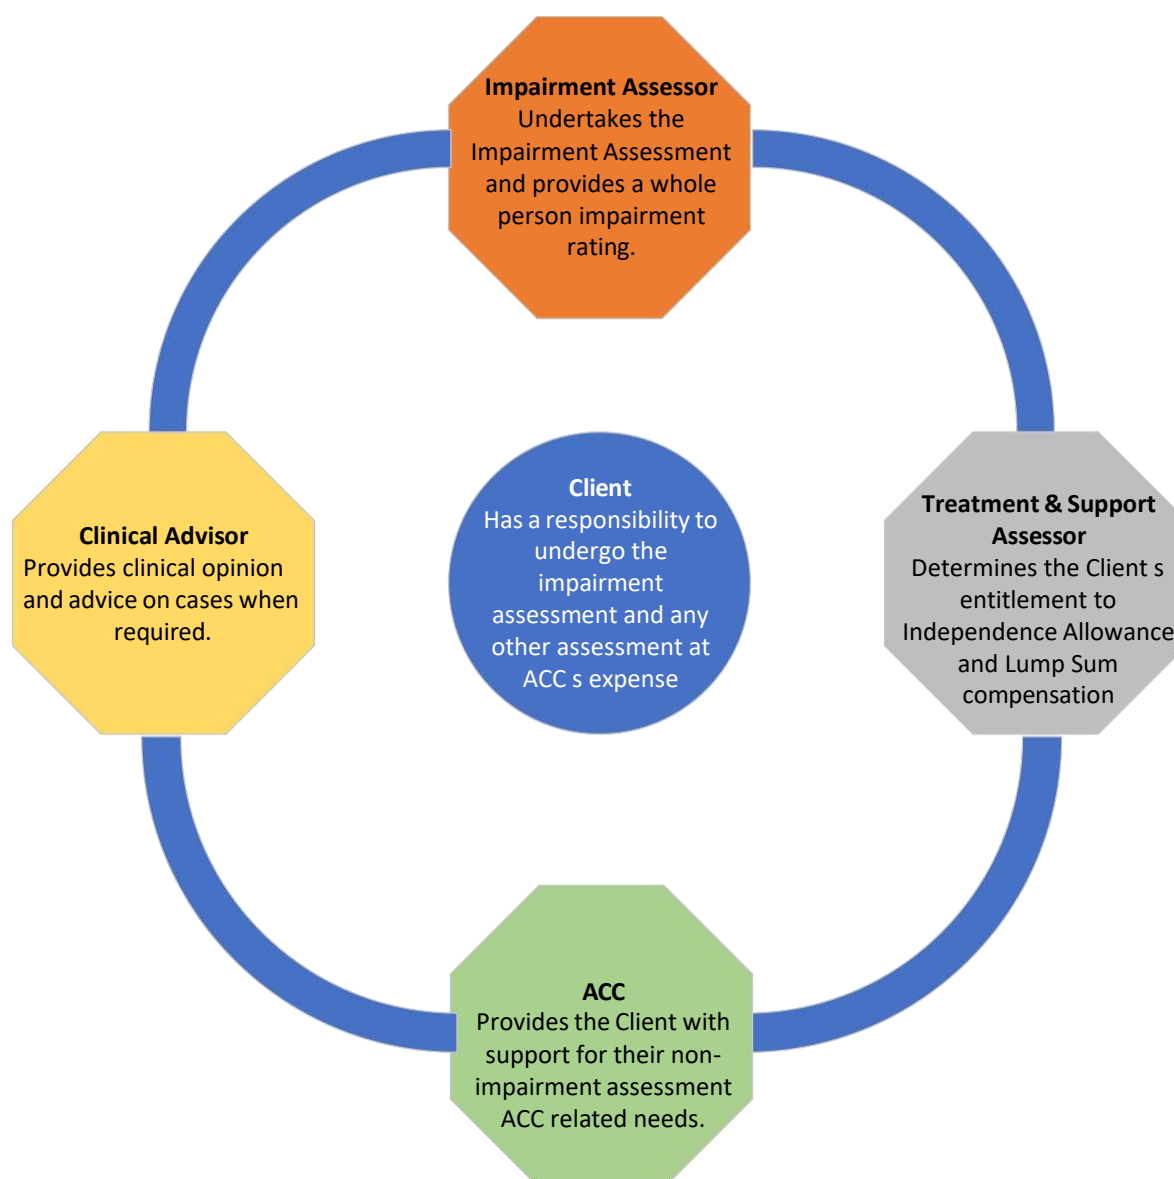 Impairment Assessor
Undertakes the
Impairment Assessment
and provides a whole
person impairment
rating.
Clinical Advisor
Provides clinical opinion
and advice on cases when
required.
Client
Has a responsibility to
undergo the
impairment
assessment and any
other assessment at
ACC s expense
Treatment & Support
Assessor
Determines the Client s
entitlement to
Independence Allowance
and Lump Sum
compensation
ACC
Provides the Client with
support for their non-
impairment assessment
ACC related needs.